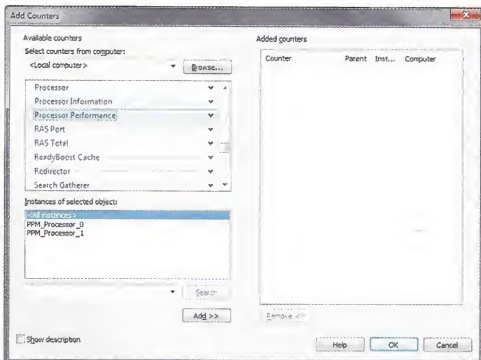 Add Counters
Available counters
Select counters from computer:
<Local computer>
Browse...
Processor
Processor Information
Processor Performance
RAS Port
RAS Total
ReadyBoost Cache
Redirector
Search Gatherer
Instances of selected object:
<All instances>
PPM_Processor_0
PPM_Processor_1
Search
Add >>
Show description
Added counters
Counter Parent Inst... Computer
Remove <<
Help OK Cancel